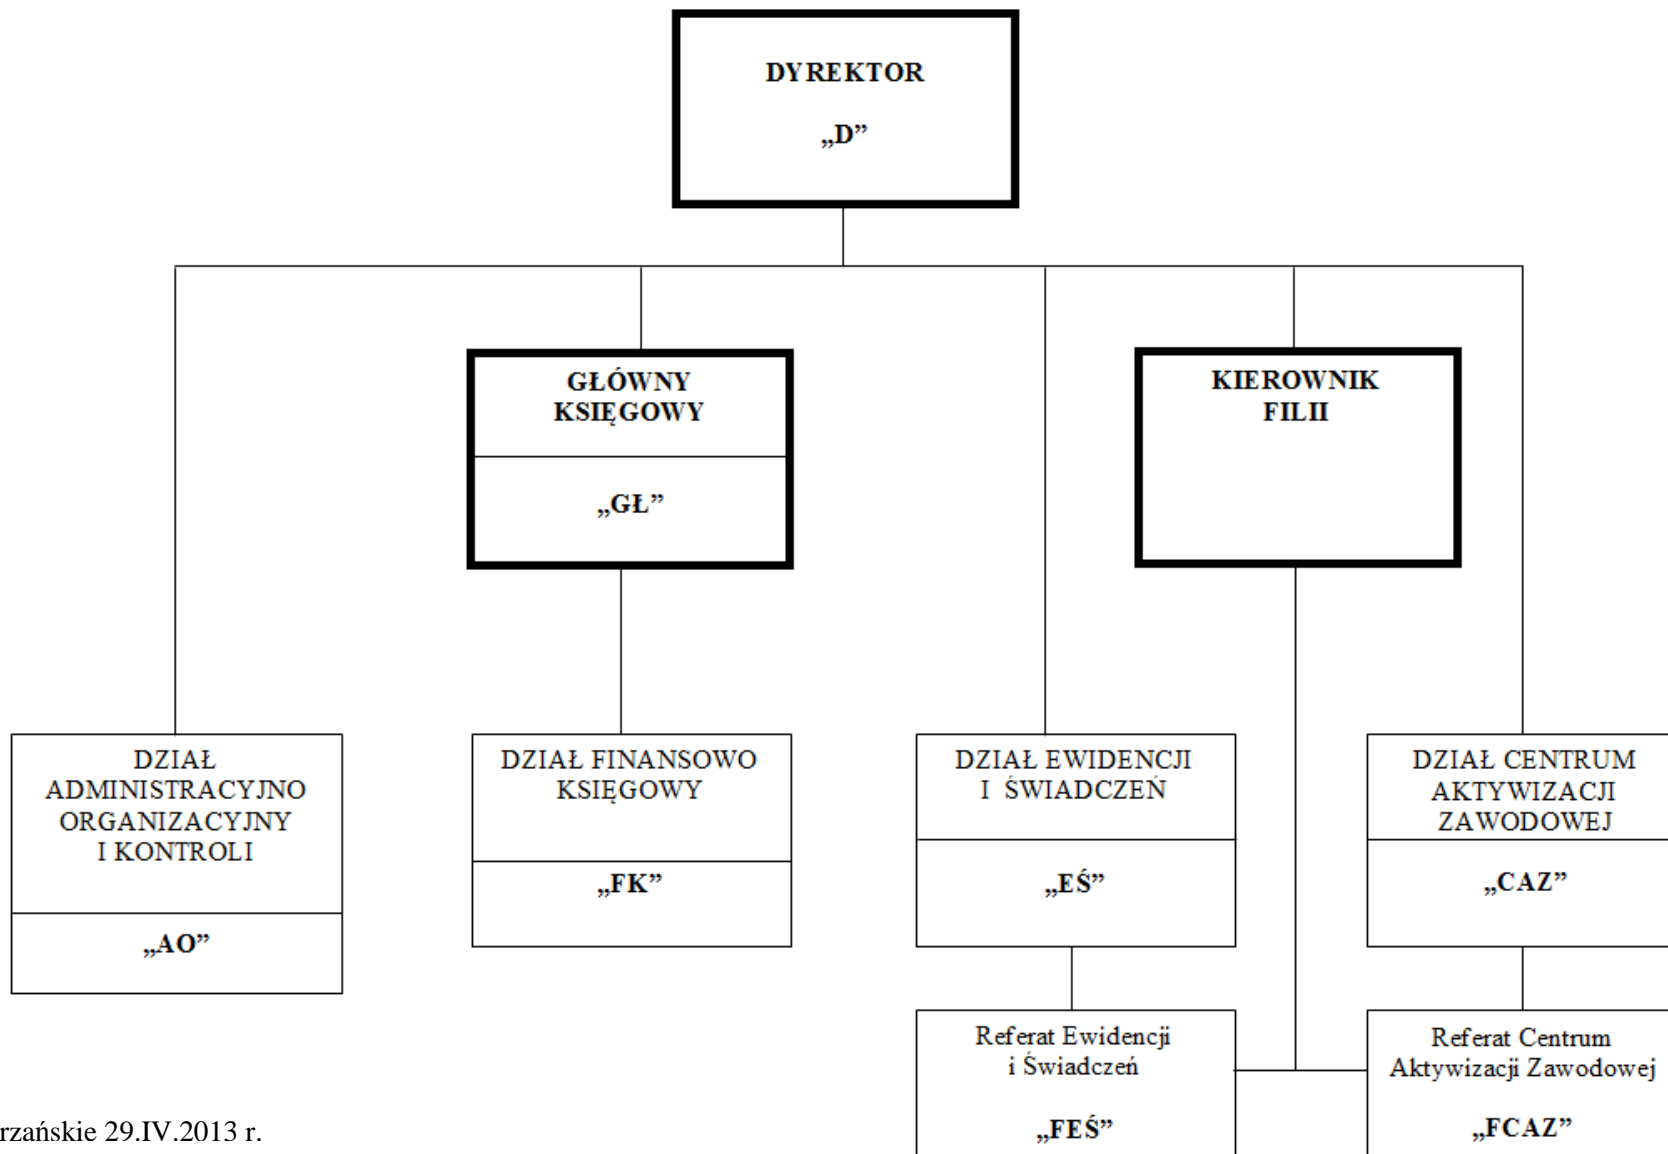 DYREKTOR
„D”
GŁÓWNY
KSIĘGOWY
„GŁ”
KIEROWNIK
FILII
DZIAŁ
ADMINISTRACYJNO
ORGANIZACYJNY
I KONTROLI
„AO”
DZIAŁ FINANSOWO
KSIĘGOWY
„FK”
DZIAŁ EWIDENCJI
I ŚWIADCZEŃ
„EŚ”
DZIAŁ CENTRUM
AKTYWIZACJI
ZAWODOWEJ
„CAZ”
Referat Ewidencji
i Świadczeń
„FEŚ”
Referat Centrum
Aktywizacji Zawodowej
„FCAZ”
rzańskie 29.IV.2013 r.